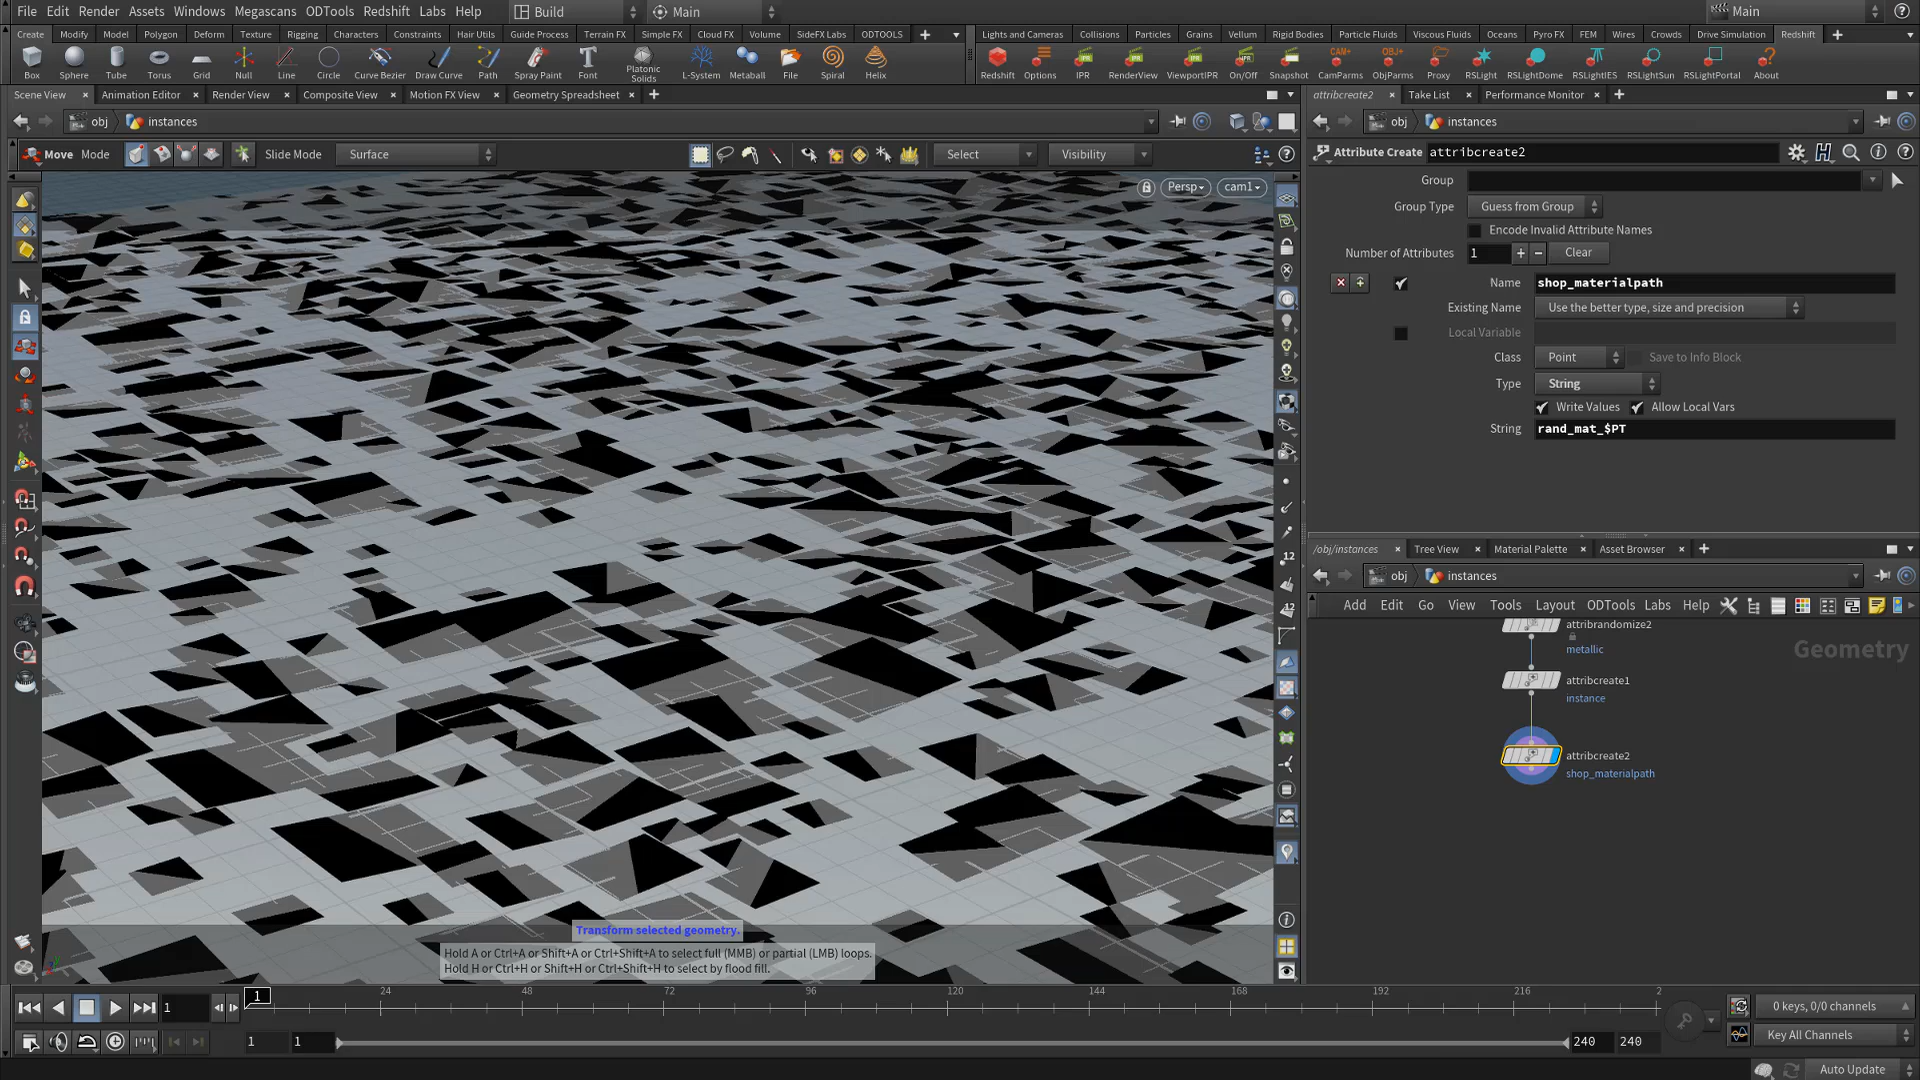 File Edit Render Assets Windows Megascans ODTools Redshift Labs Help Build Main Main
Create Modify Model Polygon Deform Texture Rigging Characters Constraints Hair Utils Guide Process Terrain FX Simple FX Cloud FX Volume SideFX Labs ODTOOLS
Lights and Cameras Collisions Particles Grains Vellum Rigid Bodies Particle Fluids Viscous Fluids Oceans Pyro FX FEM Wires Crowds Drive Simulation Redshift
Box Sphere Tube Torus Grid Null Line Circle Curve Bezier Draw Curve Path Spray Paint Font Platonic Solids L-System Metaball File Spiral Helix
CAM+ OBJ+
Redshift Options IPR RenderView ViewportIPR On/Off Snapshot CamParms ObjParms Proxy RSLight RSLightDome RSLightIES RSLightSun RSLightPortal About
Scene View Animation Editor Render View Composite View Motion FX View Geometry Spreadsheet
obj instances
Move Mode Slide Mode Surface Select Visibility
Persp cam1
12
12
Transform selected geometry.
Hold A or Ctrl+A or Shift+A or Ctrl+Shift+A to select full (MMB) or partial (LMB) loops.
Hold H or Ctrl+H or Shift+H or Ctrl+Shift+H to select by flood fill.
attribcreate2 Take List Performance Monitor
obj instances
Attribute Create attribcreate2
Group
Group Type Guess from Group
Encode Invalid Attribute Names
Number of Attributes 1 Clear
Name shop_materialpath
Existing Name Use the better type, size and precision
Local Variable
Class Point Save to Info Block
Type String
Write Values Allow Local Vars
String rand_mat_$PT
/obj/instances Tree View Material Palette Asset Browser
obj instances
Add Edit Go View Tools Layout ODTools Labs Help
Geometry
attribrandomize2
metallic
attribcreate1
instance
attribcreate2
shop_materialpath
1 1 24 48 72 96 120 144 168 192 216 2
0 keys, 0/0 channels
1 1 240 240
Key All Channels
Auto Update